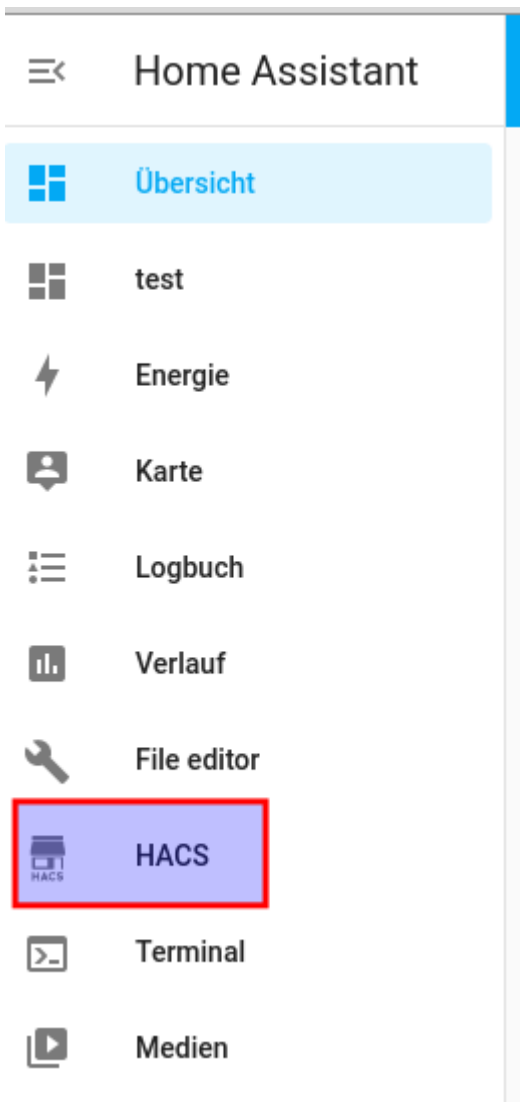 Home Assistant
Übersicht
test
Energie
Karte
Logbuch
Verlauf
File editor
HACS
HACS
Terminal
Medien